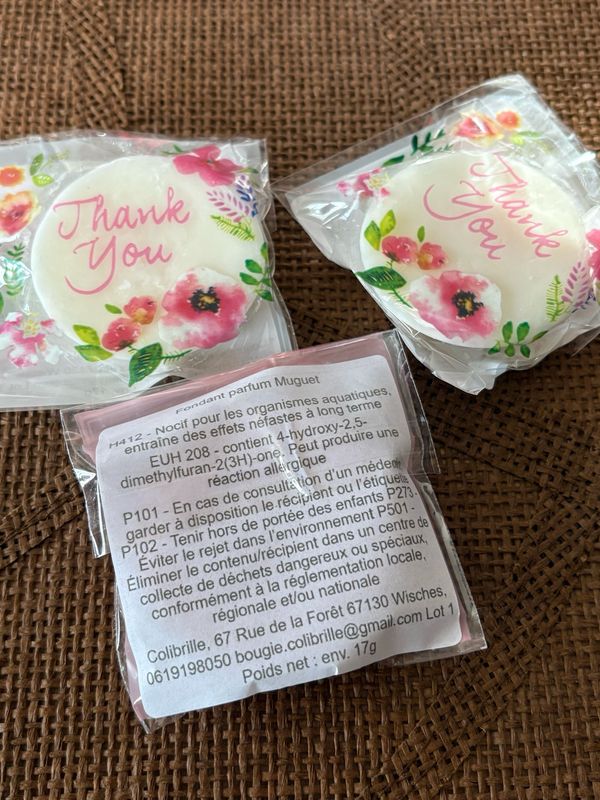 Thank
You
Thank
You
Fondant parfum Muguet
H412 - Nocif pour les organismes aquatiques,
entraîne des effets néfastes à long terme
EUH 208 - contient 4-hydroxy-2,5-
dimethylfuran-2(3H)-one. Peut produire une
réaction allergique
P101 - En cas de consultation d'un médecin
garder à disposition le récipient ou l'étiquette
P102 - Tenir hors de portée des enfants P273 -
Éviter le rejet dans l'environnement P501 -
Éliminer le contenu/récipient dans un centre de
collecte de déchets dangereux ou spéciaux,
conformément à la réglementation locale,
régionale et/ou nationale
Colibrille, 67 Rue de la Forêt 67130 Wisches,
0619198050 bougie.colibrille@gmail.com Lot 1
Poids net : env. 17g